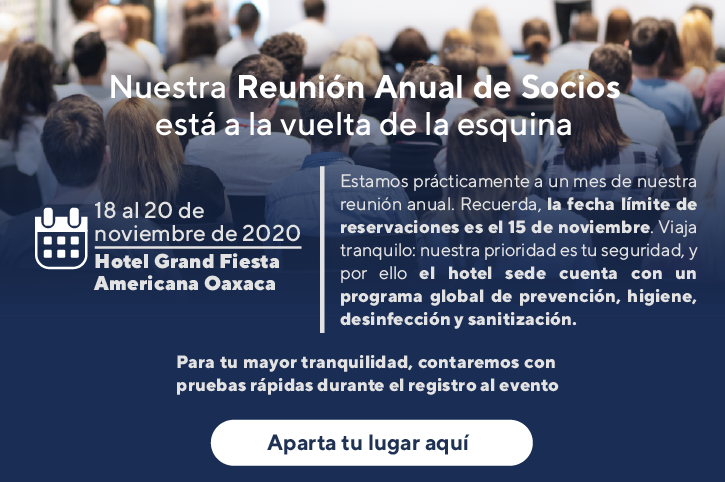 Nuestra Reunión Anual de Socios
está a la vuelta de la esquina
18 al 20 de
noviembre de 2020
Hotel Grand Fiesta
Americana Oaxaca
Estamos prácticamente a un mes de nuestra
reunión anual. Recuerda, la fecha límite de
reservaciones es el 15 de noviembre. Viaja
tranquilo: nuestra prioridad es tu seguridad, y
por ello el hotel sede cuenta con un
programa global de prevención, higiene,
desinfección y sanitización.
Para tu mayor tranquilidad, contaremos con
pruebas rápidas durante el registro al evento
Aparta tu lugar aquí